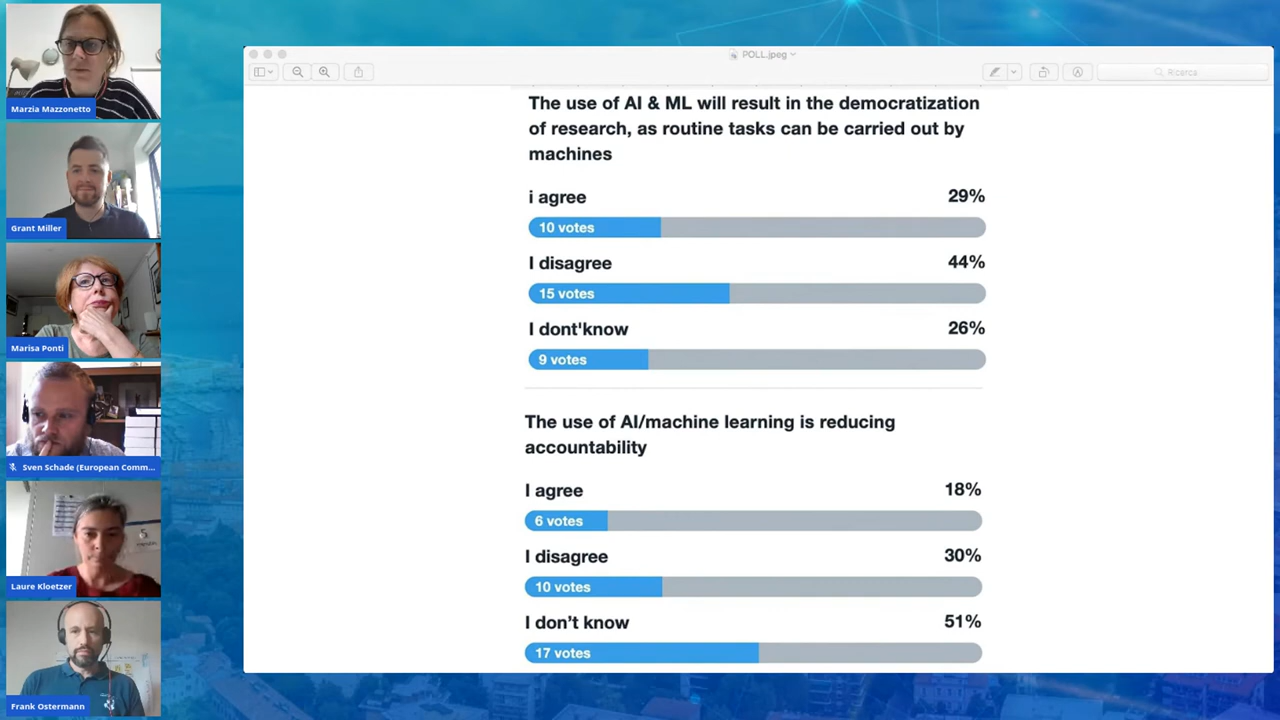 Marzia Mazzonetto
Grant Miller
Marisa Ponti
Sven Schade (European Comm...
Laure Kloetzer
Frank Ostermann
POLL.jpeg
Ricerca
The use of AI & ML will result in the democratization
of research, as routine tasks can be carried out by
machines
i agree 29%
10 votes
I disagree 44%
15 votes
I dont'know 26%
9 votes
The use of AI/machine learning is reducing
accountability
I agree 18%
6 votes
I disagree 30%
10 votes
I don’t know 51%
17 votes